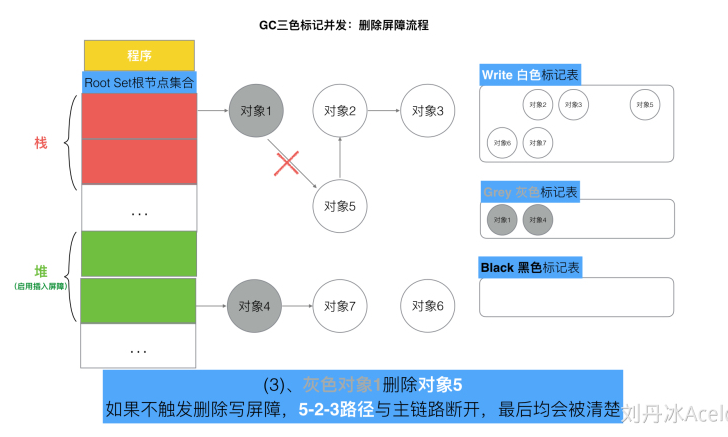 GC三色标记并发：删除屏障流程
程序
Root Set根节点集合
栈
...
堆
(启用插入屏障)
...
对象1
对象2
对象3
对象5
对象4
对象7
对象6
Write 白色标记表
对象2
对象3
对象5
对象6
对象7
Grey 灰色标记表
对象1
对象4
Black 黑色标记表
(3)、灰色对象1删除对象5
如果不触发删除写屏障，5-2-3路径与主链路断开，最后均会被清楚
刘丹冰Acelo